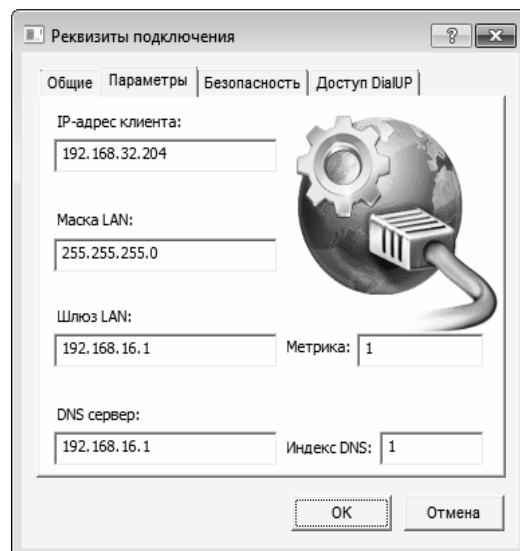 Реквизиты подключения
Общие Параметры Безопасность Доступ DialUP
IP-адрес клиента:
192.168.32.204
Маска LAN:
255.255.255.0
Шлюз LAN:
192.168.16.1 Метрика: 1
DNS сервер:
192.168.16.1 Индекс DNS: 1
OK Отмена